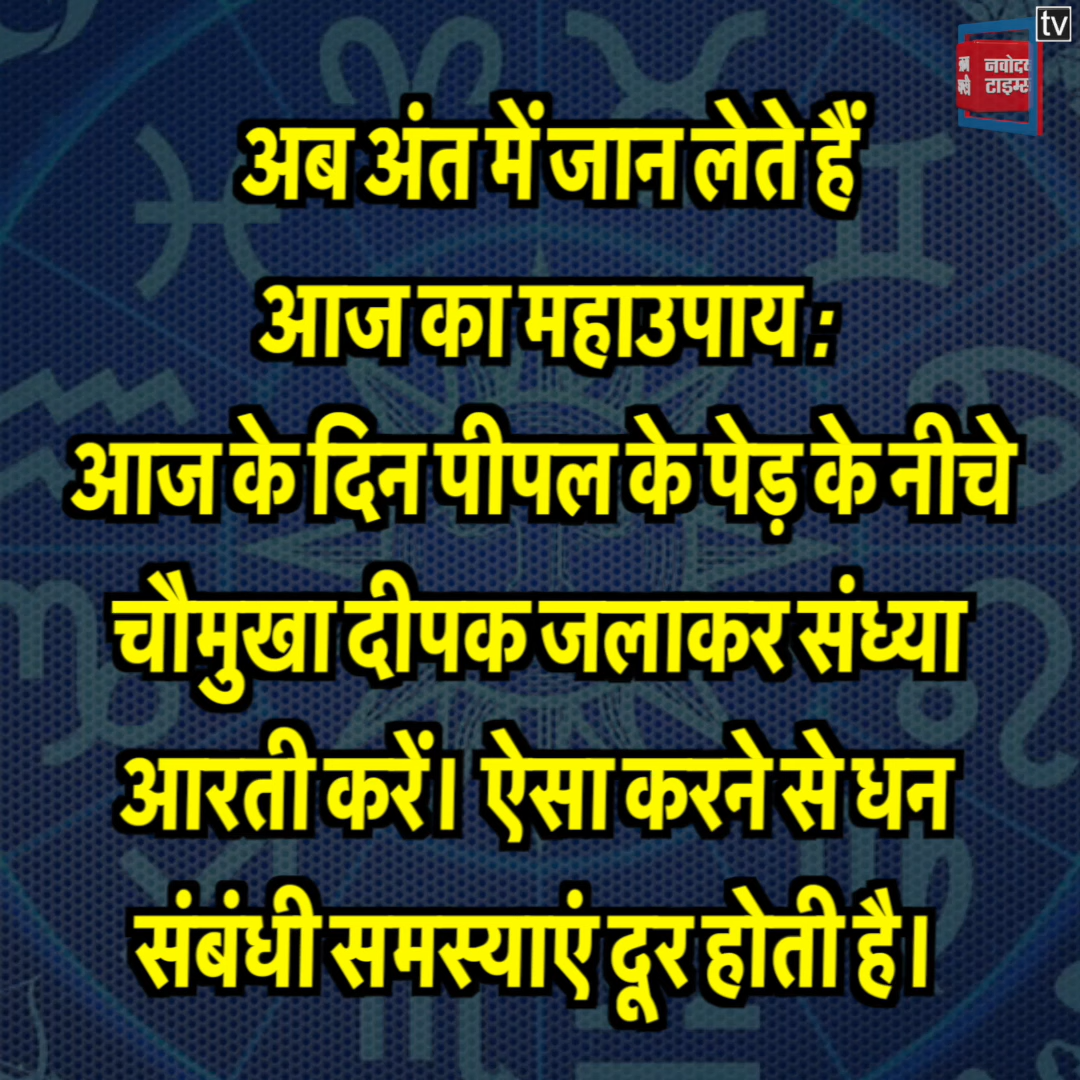 tv
नवोदय
टाइम्स
अब अंत में जान लेते हैं
आज का महाउपाय :
आज के दिन पीपल के पेड़ के नीचे
चौमुखा दीपक जलाकर संध्या
आरती करें। ऐसा करने से धन
संबंधी समस्याएं दूर होती है।